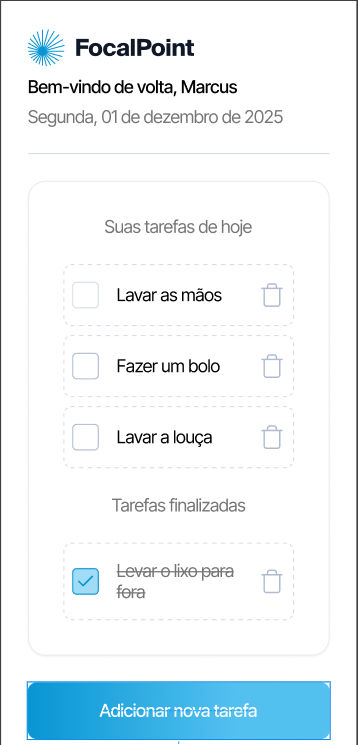 FocalPoint
Bem-vindo de volta, Marcus
Segunda, 01 de dezembro de 2025
Suas tarefas de hoje
Lavar as mãos
Fazer um bolo
Lavar a louça
Tarefas finalizadas
Levar o lixo para
fora
Adicionar nova tarefa